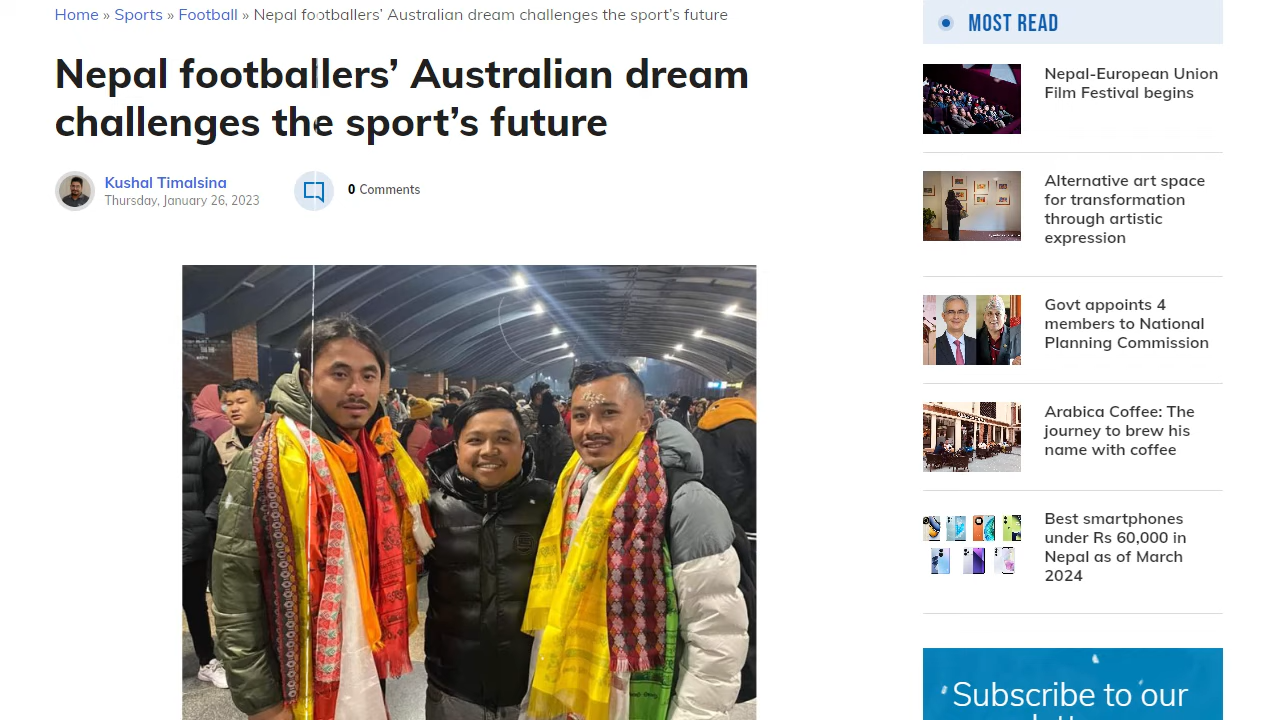 Home » Sports » Football » Nepal footballers’ Australian dream challenges the sport’s future
Nepal footballers’ Australian dream
challenges the sport’s future
Kushal Timalsina
Thursday, January 26, 2023
0 Comments
MOST READ
Nepal-European Union
Film Festival begins
Alternative art space
for transformation
through artistic
expression
Govt appoints 4
members to National
Planning Commission
Arabica Coffee: The
journey to brew his
name with coffee
Best smartphones
under Rs 60,000 in
Nepal as of March
2024
Subscribe to our